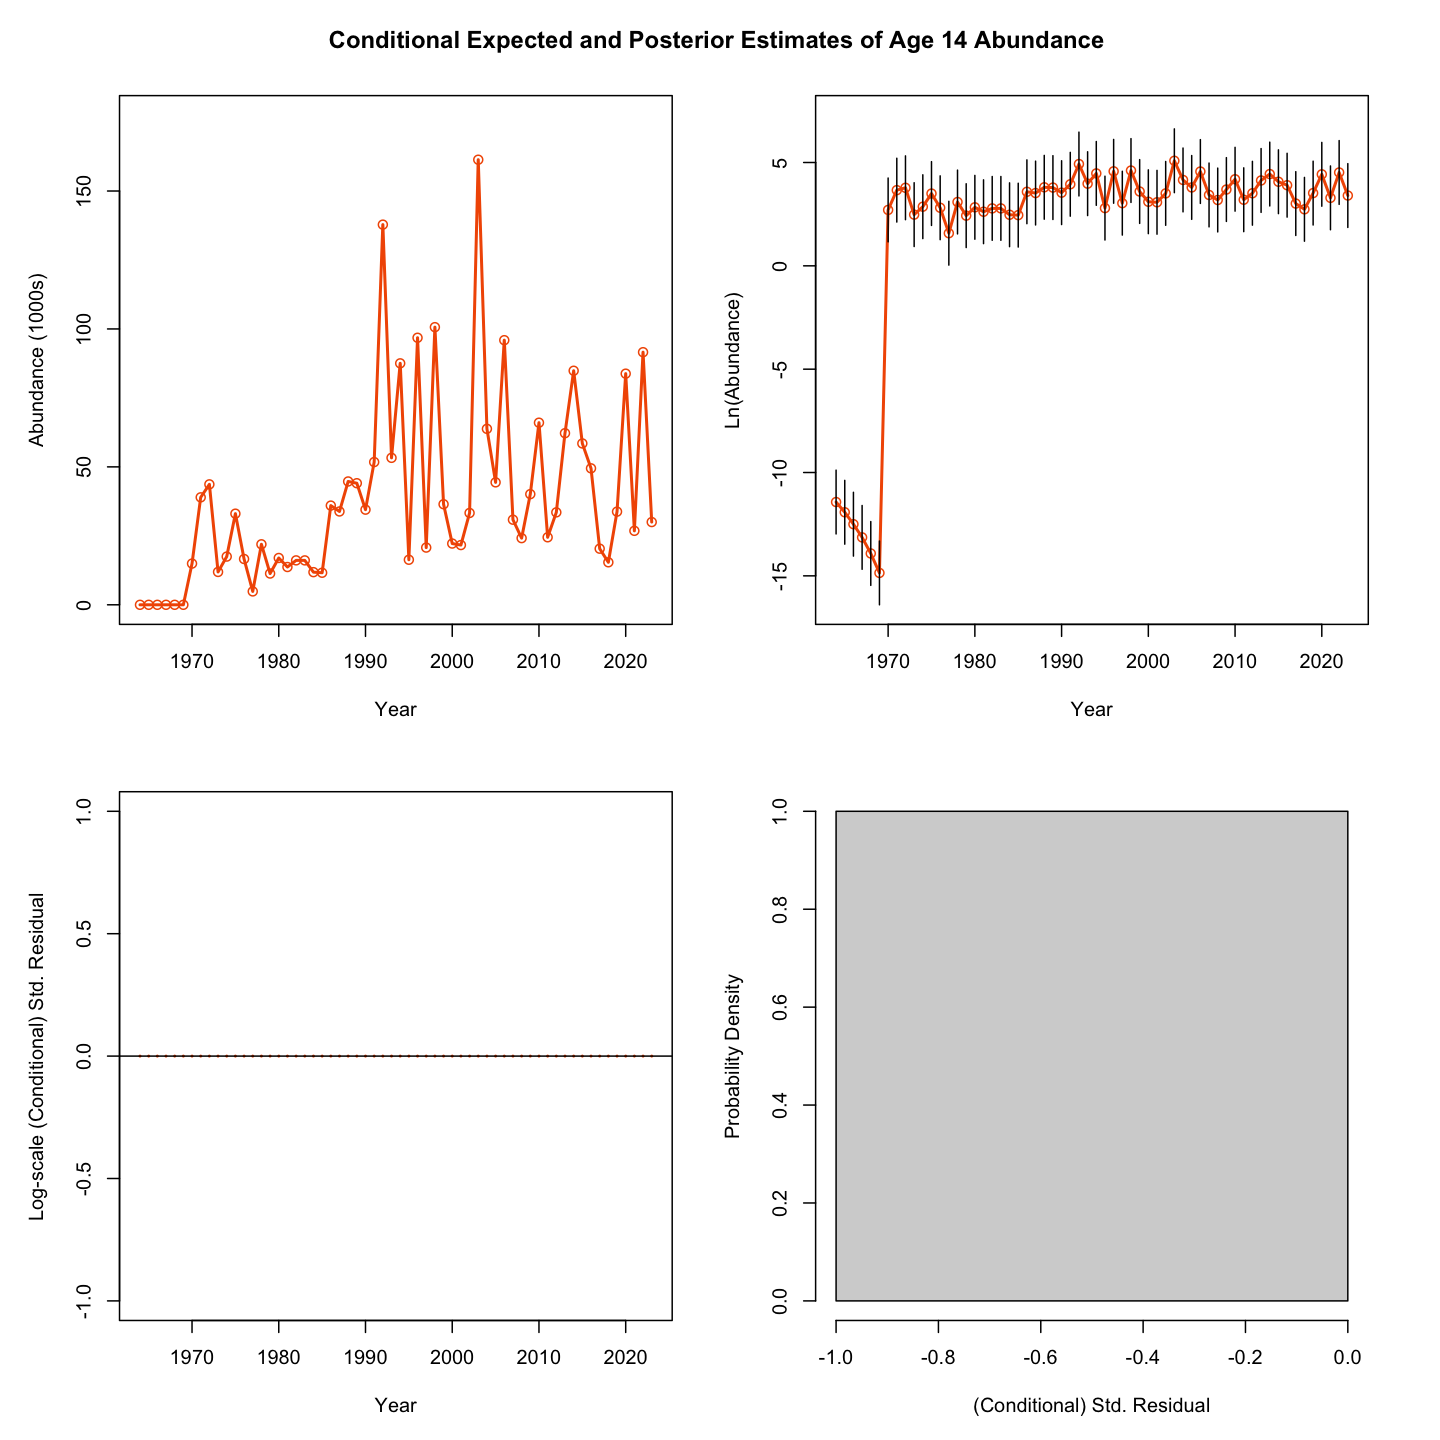 Conditional Expected and Posterior Estimates of Age 14 Abundance
Abundance (1000s)
150
100
50
0
1970 1980 1990 2000 2010 2020
Year
Ln(Abundance)
5
0
-5
-10
-15
1970 1980 1990 2000 2010 2020
Year
Log-scale (Conditional) Std. Residual
1.0
0.5
0.0
-0.5
-1.0
1970 1980 1990 2000 2010 2020
Year
Probability Density
1.0
0.8
0.6
0.4
0.2
0.0
-1.0 -0.8 -0.6 -0.4 -0.2 0.0
(Conditional) Std. Residual